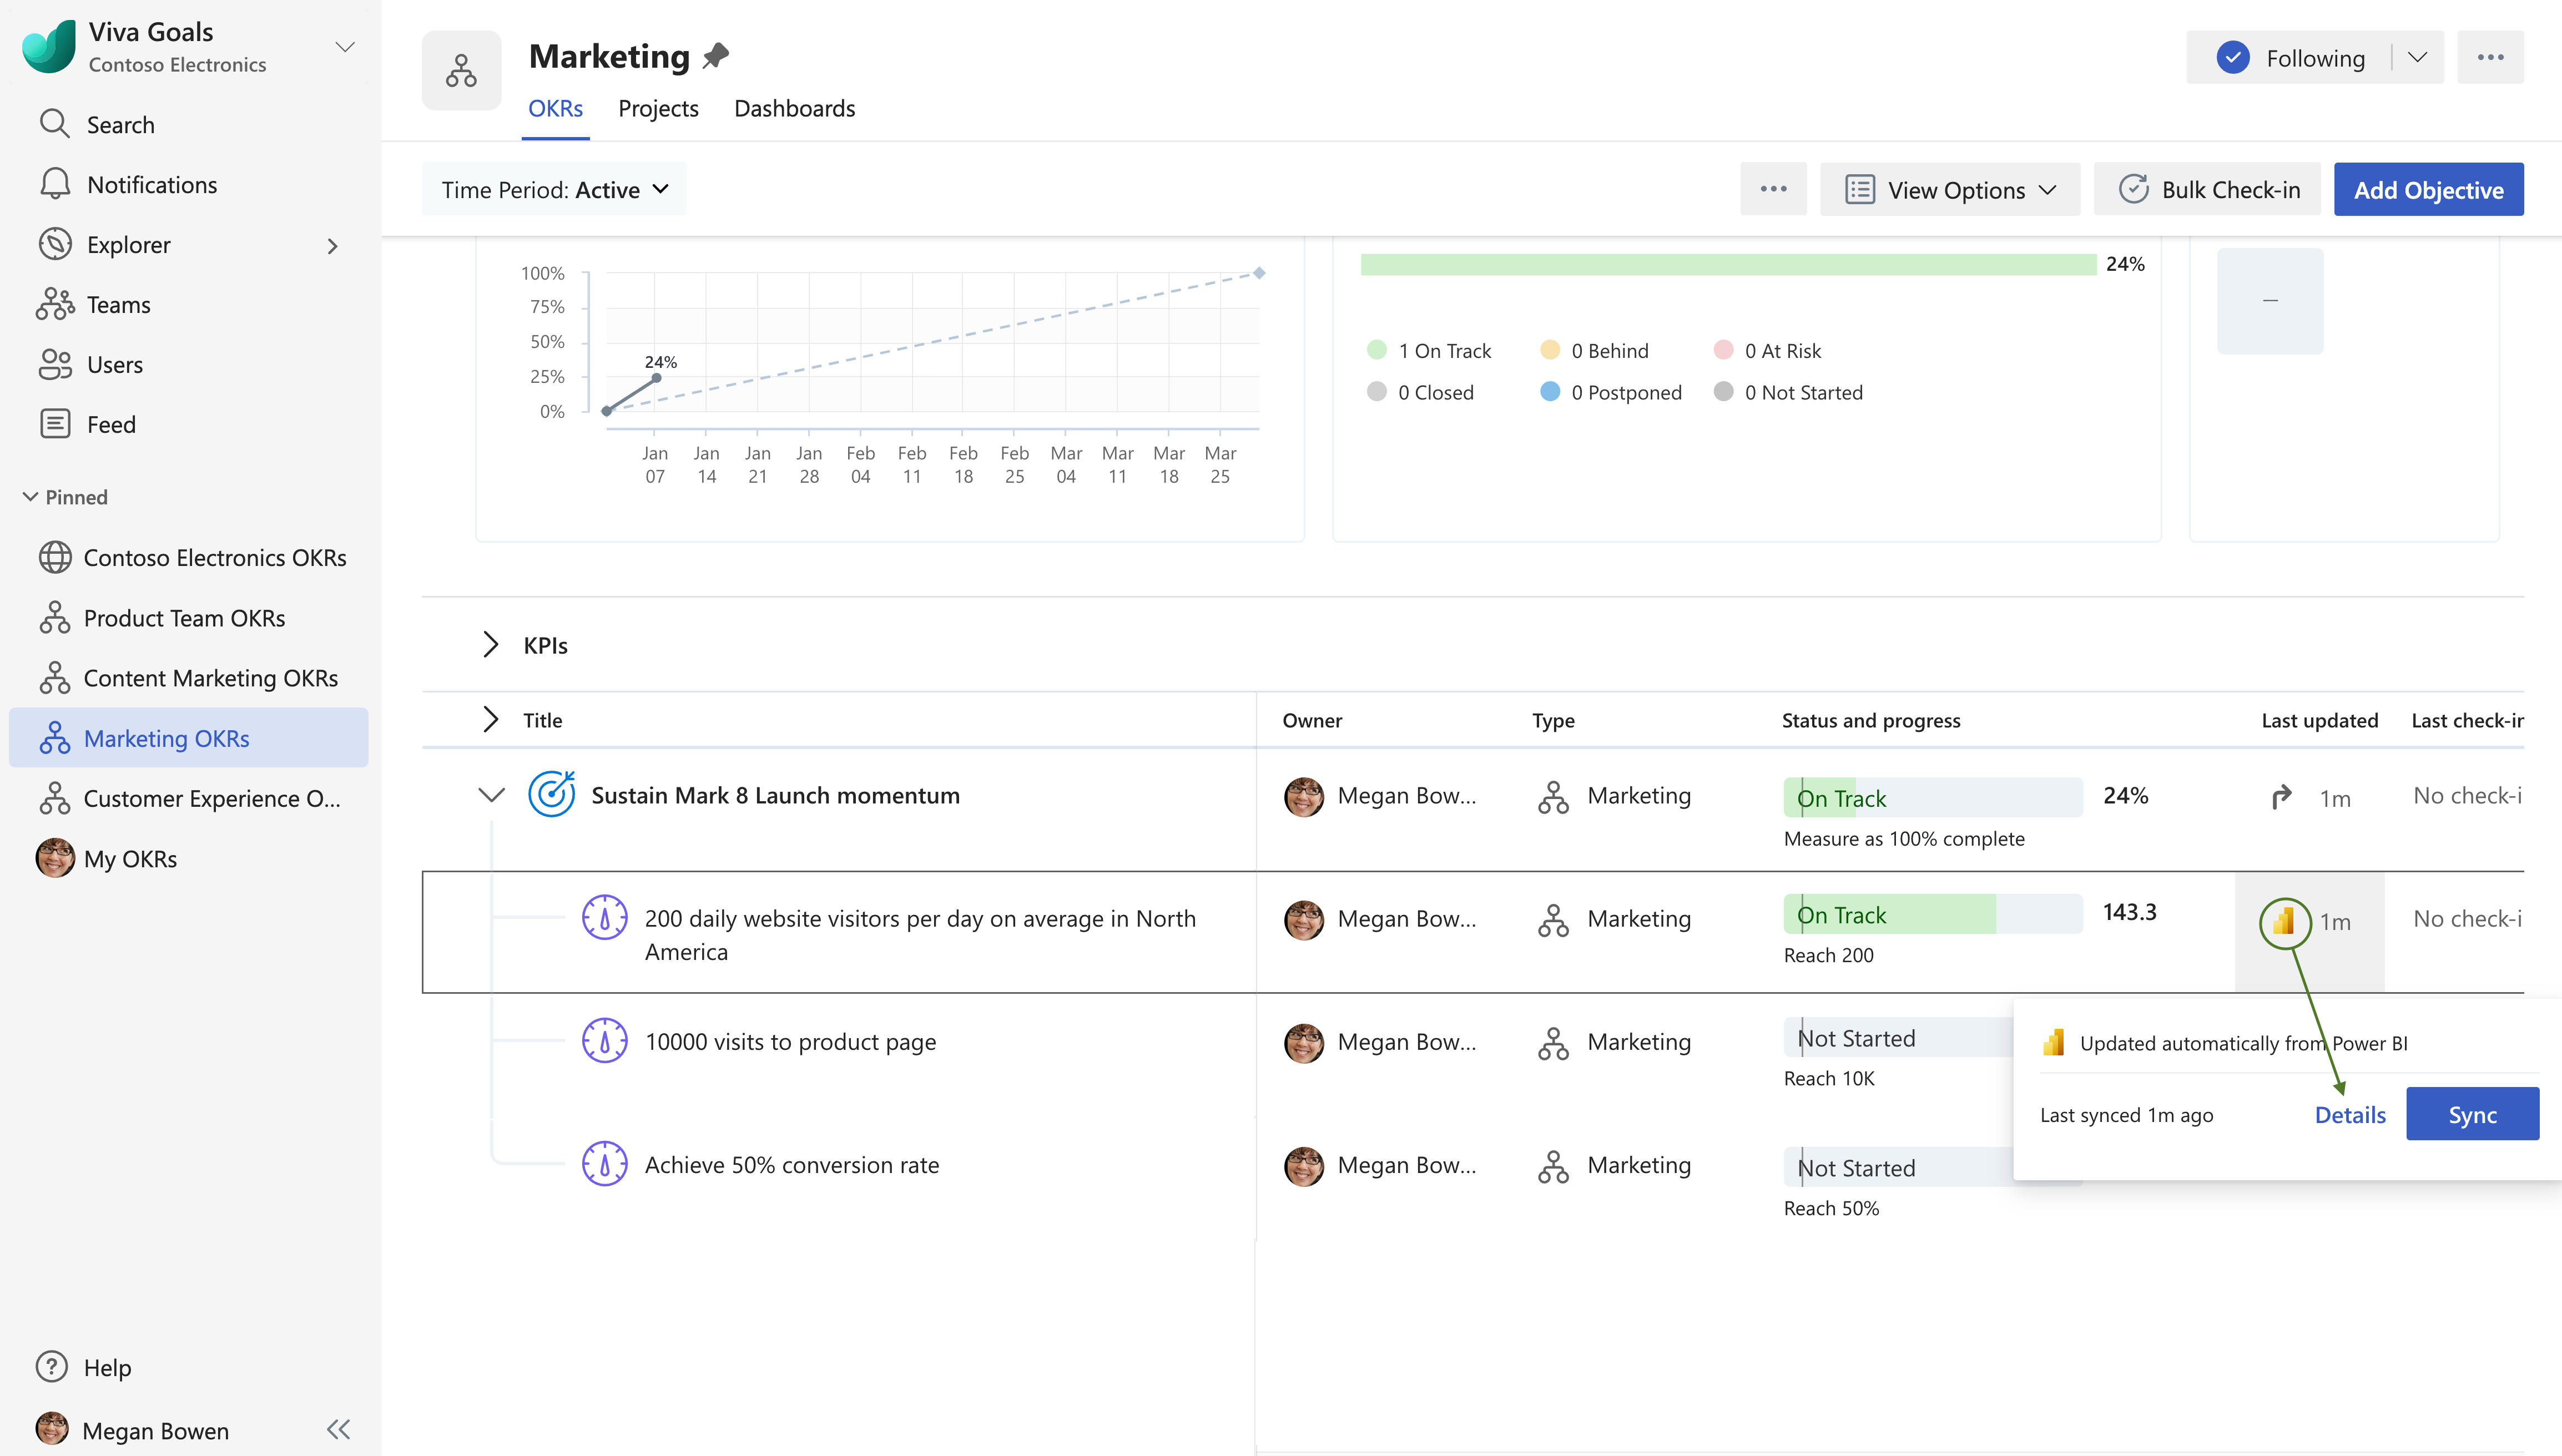 Viva Goals
Contoso Electronics
Search
Notifications
Explorer
Teams
Users
Feed
Pinned
Contoso Electronics OKRs
Product Team OKRs
Content Marketing OKRs
Marketing OKRs
Customer Experience O...
My OKRs
Help
Megan Bowen
Marketing
Following
OKRs Projects Dashboards
Time Period: Active
View Options
Bulk Check-in
Add Objective
100%
75%
50%
25%
0%
24%
Jan 07
Jan 14
Jan 21
Jan 28
Feb 04
Feb 11
Feb 18
Feb 25
Mar 04
Mar 11
Mar 18
Mar 25
24%
1 On Track 0 Behind 0 At Risk
0 Closed 0 Postponed 0 Not Started
–
KPIs
Title Owner Type Status and progress Last updated Last check-in
Sustain Mark 8 Launch momentum Megan Bow... Marketing On Track 24% 1m No check-i
Measure as 100% complete
200 daily website visitors per day on average in North
America
Megan Bow... Marketing On Track 143.3 1m No check-i
Reach 200
10000 visits to product page Megan Bow... Marketing Not Started
Reach 10K
Updated automatically from Power BI
Last synced 1m ago Details Sync
Achieve 50% conversion rate Megan Bow... Marketing Not Started
Reach 50%